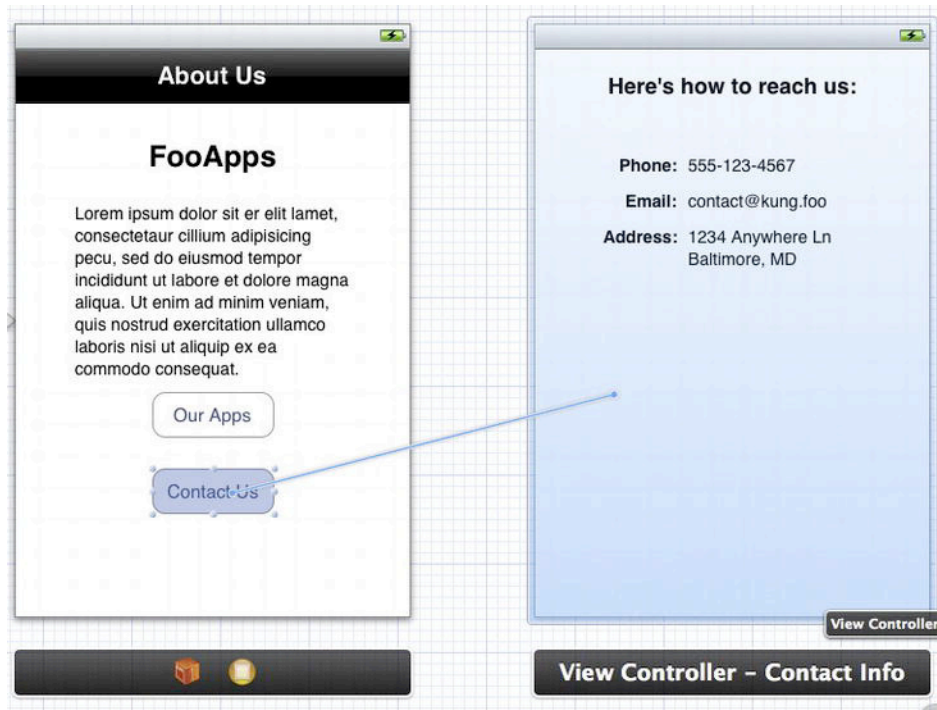 About Us
FooApps
Lorem ipsum dolor sit er elit lamet,
consectetaur cillium adipisicing
pecu, sed do eiusmod tempor
incididunt ut labore et dolore magna
aliqua. Ut enim ad minim veniam,
quis nostrud exercitation ullamco
laboris nisi ut aliquip ex ea
commodo consequat.
Our Apps
Contact Us
Here's how to reach us:
Phone: 555-123-4567
Email: contact@kung.foo
Address: 1234 Anywhere Ln
Baltimore, MD
View Controller
View Controller – Contact Info